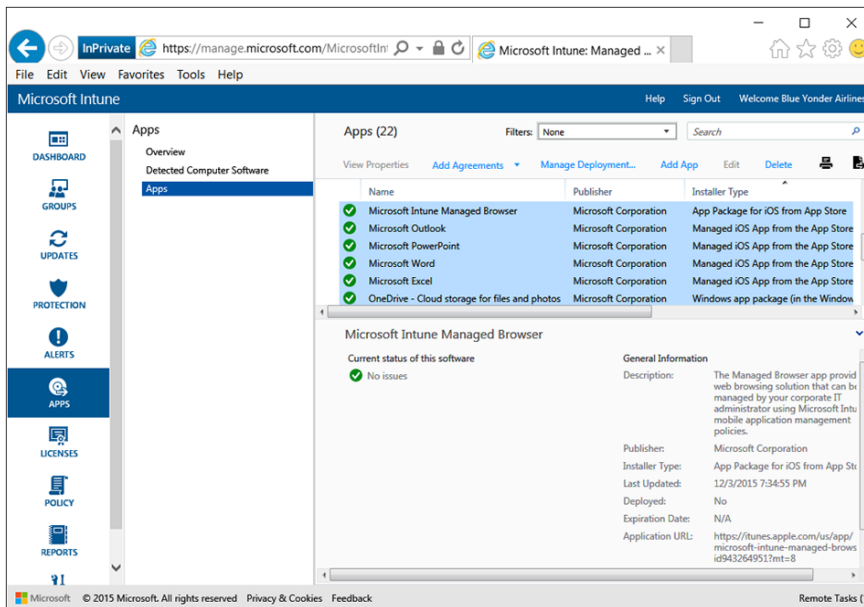 InPrivate https://manage.microsoft.com/MicrosoftInt Microsoft Intune: Managed ...
File Edit View Favorites Tools Help
Microsoft Intune Help Sign Out Welcome Blue Yonder Airlines
DASHBOARD
GROUPS
UPDATES
PROTECTION
ALERTS
APPS
LICENSES
POLICY
REPORTS
Apps
Overview
Detected Computer Software
Apps
Apps (22) Filters: None Search
View Properties Add Agreements Manage Deployment... Add App Edit Delete
Name Publisher Installer Type
Microsoft Intune Managed Browser Microsoft Corporation App Package for iOS from App Store
Microsoft Outlook Microsoft Corporation Managed iOS App from the App Store
Microsoft PowerPoint Microsoft Corporation Managed iOS App from the App Store
Microsoft Word Microsoft Corporation Managed iOS App from the App Store
Microsoft Excel Microsoft Corporation Managed iOS App from the App Store
OneDrive - Cloud storage for files and photos Microsoft Corporation Windows app package (in the Window
Microsoft Intune Managed Browser
Current status of this software
No issues
General Information
Description: The Managed Browser app provid
web browsing solution that can be
managed by your corporate IT
administrator using Microsoft Intu
mobile application management
policies.
Publisher: Microsoft Corporation
Installer Type: App Package for iOS from App Sto
Last Updated: 12/3/2015 7:34:55 PM
Deployed: No
Expiration Date: N/A
Application URL: https://itunes.apple.com/us/app/
microsoft-intune-managed-brows
id943264951?mt=8
Microsoft © 2015 Microsoft. All rights reserved Privacy & Cookies Feedback Remote Tasks (